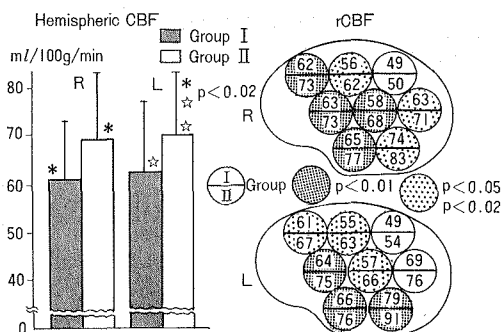 Hemispheric CBF
rCBF
ml/100g/min
Group I
Group II
80
70
60
50
40
0
R
L
*
*
☆
*
☆
☆
p<0.02
R
62
73
56
62
49
50
63
73
58
68
63
71
65
77
74
83
I
II
Group
p<0.01
p<0.05
p<0.02
L
61
67
55
63
49
54
64
75
57
66
69
76
66
76
79
91